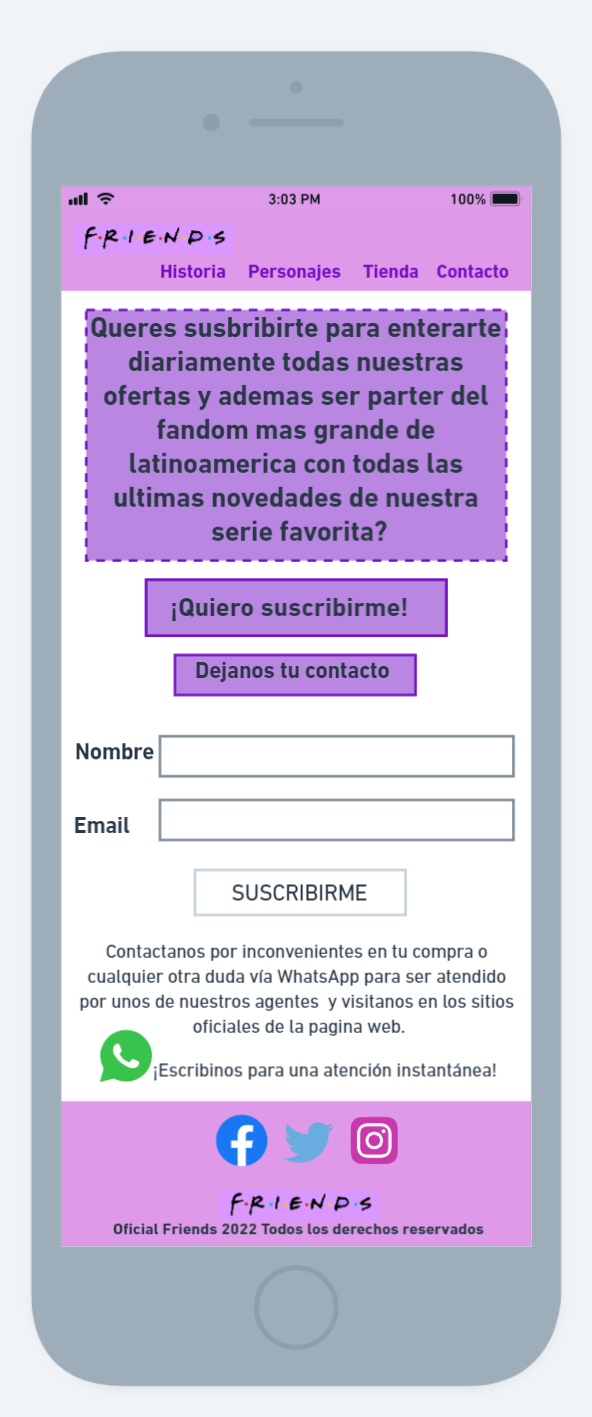 3:03 PM 100%
F·R·I·E·N·D·S
Historia Personajes Tienda Contacto
Queres susbribirte para enterarte
diariamente todas nuestras
ofertas y ademas ser parter del
fandom mas grande de
latinoamerica con todas las
ultimas novedades de nuestra
serie favorita?
¡Quiero suscribirme!
Dejanos tu contacto
Nombre
Email
SUSCRIBIRME
Contactanos por inconvenientes en tu compra o
cualquier otra duda vía WhatsApp para ser atendido
por unos de nuestros agentes y visitanos en los sitios
oficiales de la pagina web.
¡Escribinos para una atención instantánea!
F·R·I·E·N·D·S
Oficial Friends 2022 Todos los derechos reservados